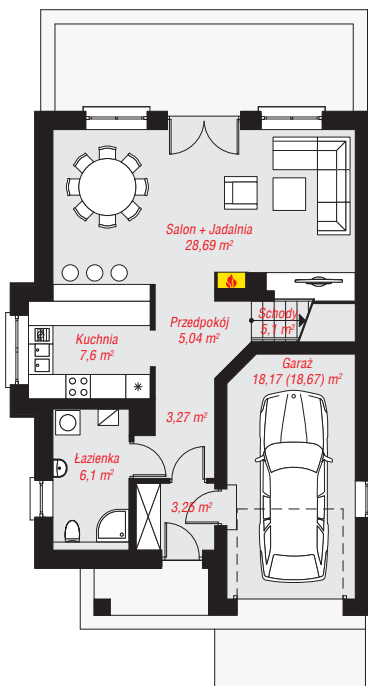 Salon + Jadalnia
28,69 m²
Przedpokój
5,04 m²
Schody
5,1 m²
Kuchnia
7,6 m²
Garaż
18,17 (18,67) m²
3,27 m²
Łazienka
6,1 m²
3,25 m²